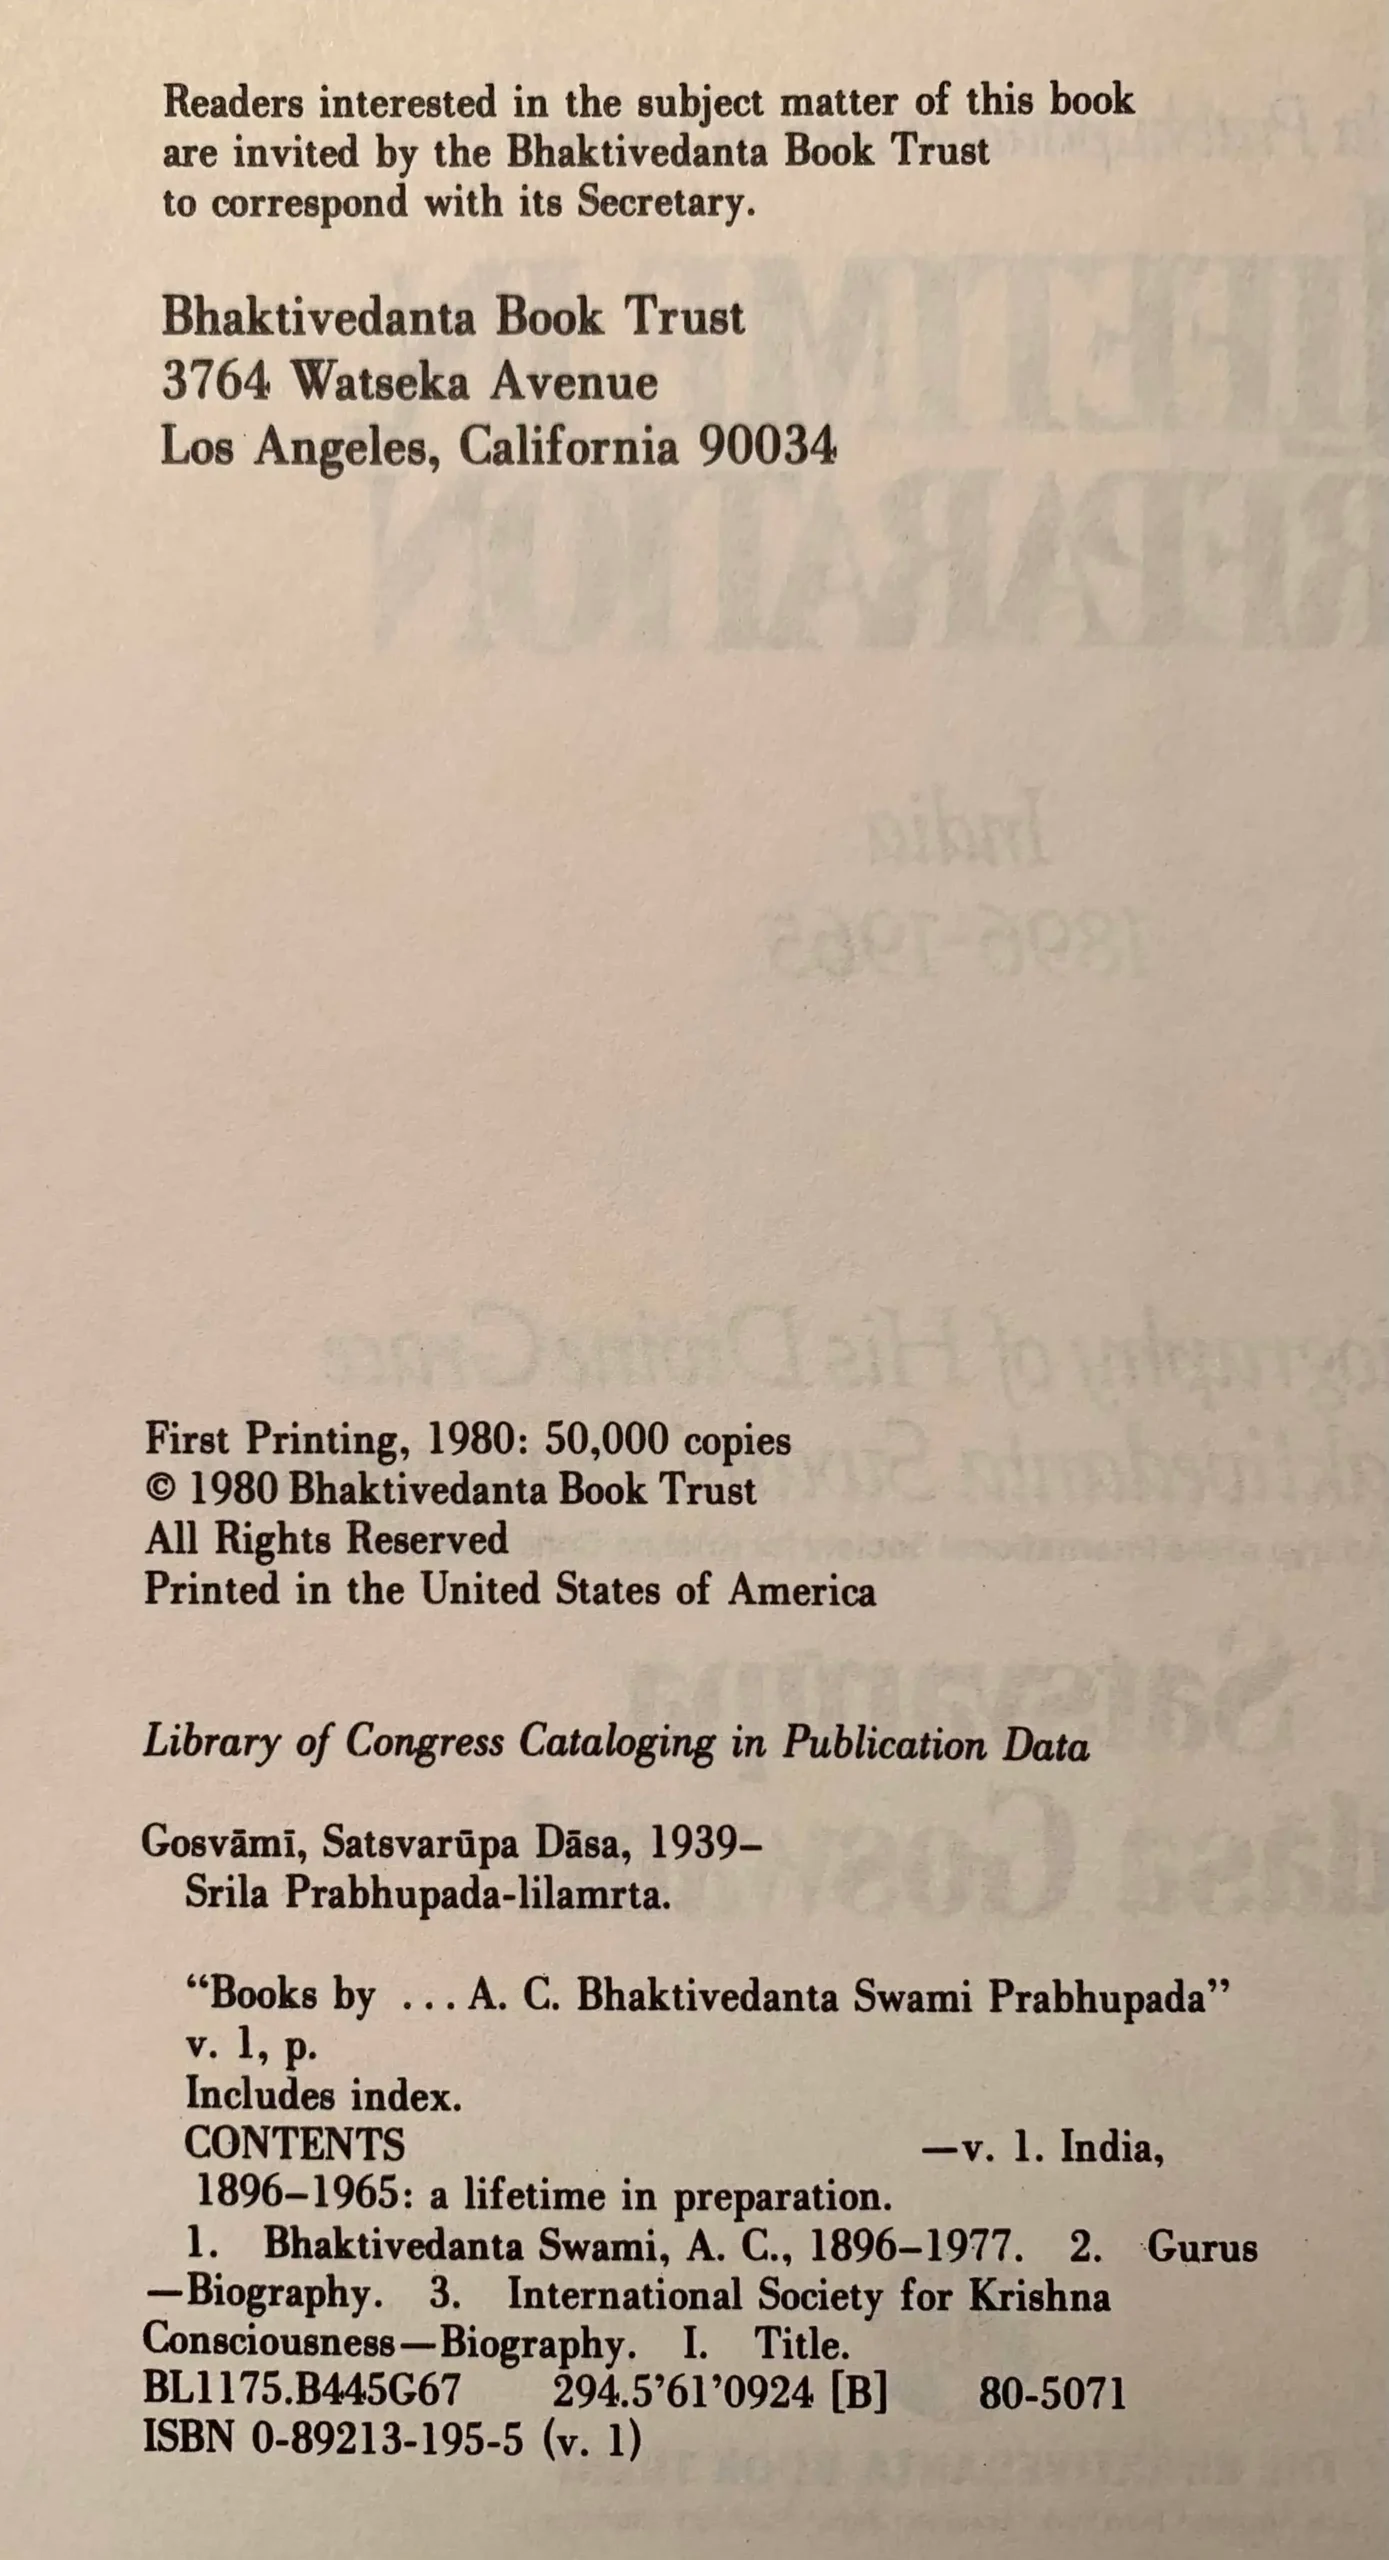 Readers interested in the subject matter of this book
are invited by the Bhaktivedanta Book Trust
to correspond with its Secretary.
Bhaktivedanta Book Trust
3764 Watseka Avenue
Los Angeles, California 90034
India
1896-1965
First Printing, 1980: 50,000 copies
© 1980 Bhaktivedanta Book Trust
All Rights Reserved
Printed in the United States of America
Library of Congress Cataloging in Publication Data
Gosvāmī, Satsvarūpa Dāsa, 1939–
Srila Prabhupada-lilamrta.
“Books by ... A. C. Bhaktivedanta Swami Prabhupada”
v. 1, p.
Includes index.
CONTENTS —v. 1. India,
1896–1965: a lifetime in preparation.
1. Bhaktivedanta Swami, A. C., 1896–1977. 2. Gurus
—Biography. 3. International Society for Krishna
Consciousness—Biography. I. Title.
BL1175.B445G67 294.5’61’0924 [B] 80-5071
ISBN 0-89213-195-5 (v. 1)